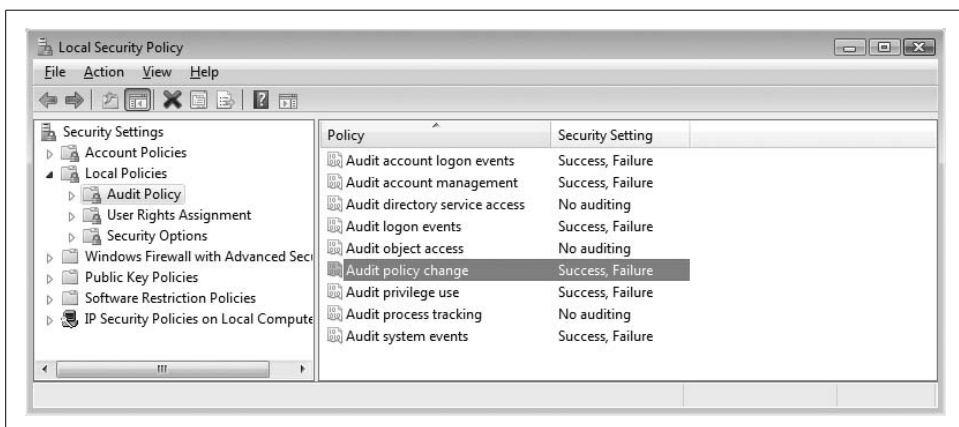 Local Security Policy
File Action View Help
Security Settings
Account Policies
Local Policies
Audit Policy
User Rights Assignment
Security Options
Windows Firewall with Advanced Secu
Public Key Policies
Software Restriction Policies
IP Security Policies on Local Compute
Policy Security Setting
Audit account logon events Success, Failure
Audit account management Success, Failure
Audit directory service access No auditing
Audit logon events Success, Failure
Audit object access No auditing
Audit policy change Success, Failure
Audit privilege use Success, Failure
Audit process tracking No auditing
Audit system events Success, Failure